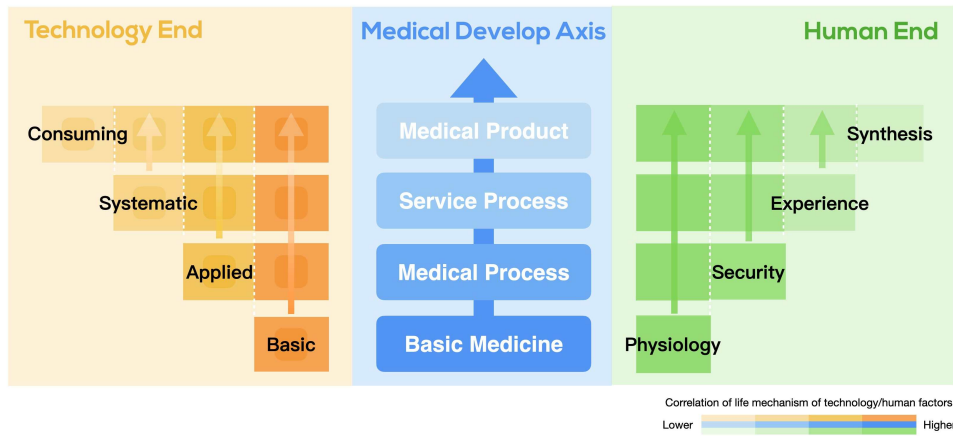 Technology End
Medical Develop Axis
Human End
Consuming
Medical Product
Synthesis
Systematic
Service Process
Experience
Applied
Medical Process
Security
Basic
Basic Medicine
Physiology
Correlation of life mechanism of technology/human factors
Lower
Higher